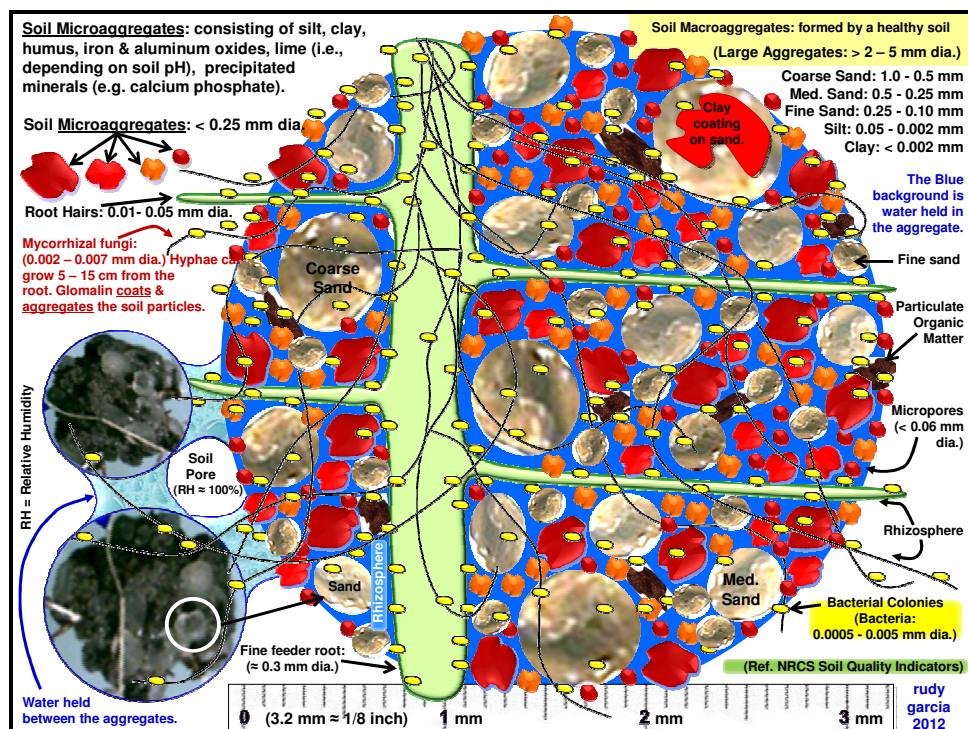 Soil Microaggregates: consisting of silt, clay,
humus, iron & aluminum oxides, lime (i.e.,
depending on soil pH), precipitated
minerals (e.g. calcium phosphate).
Soil Microaggregates: < 0.25 mm dia.
Root Hairs: 0.01- 0.05 mm dia.
Mycorrhizal fungi:
(0.002 – 0.007 mm dia.) Hyphae can
grow 5 – 15 cm from the
root. Glomalin coats &
aggregates the soil particles.
Soil Macroaggregates: formed by a healthy soil
(Large Aggregates: > 2 – 5 mm dia.)
Coarse Sand: 1.0 - 0.5 mm
Med. Sand: 0.5 - 0.25 mm
Fine Sand: 0.25 - 0.10 mm
Silt: 0.05 - 0.002 mm
Clay: < 0.002 mm
Clay
coating
on sand.
The Blue
background is
water held in
the aggregate.
Coarse
Sand
Fine sand
Particulate
Organic
Matter
Micropores
(< 0.06 mm
dia.)
RH = Relative Humidity
Soil
Pore
(RH ≈ 100%)
Rhizosphere
Rhizosphere
Sand
Med.
Sand
Bacterial Colonies
(Bacteria:
0.0005 - 0.005 mm dia.)
Fine feeder root:
(≈ 0.3 mm dia.)
(Ref. NRCS Soil Quality Indicators)
Water held
between the aggregates.
0 (3.2 mm ≈ 1/8 inch) 1 mm 2 mm 3 mm
rudy
garcia
2012